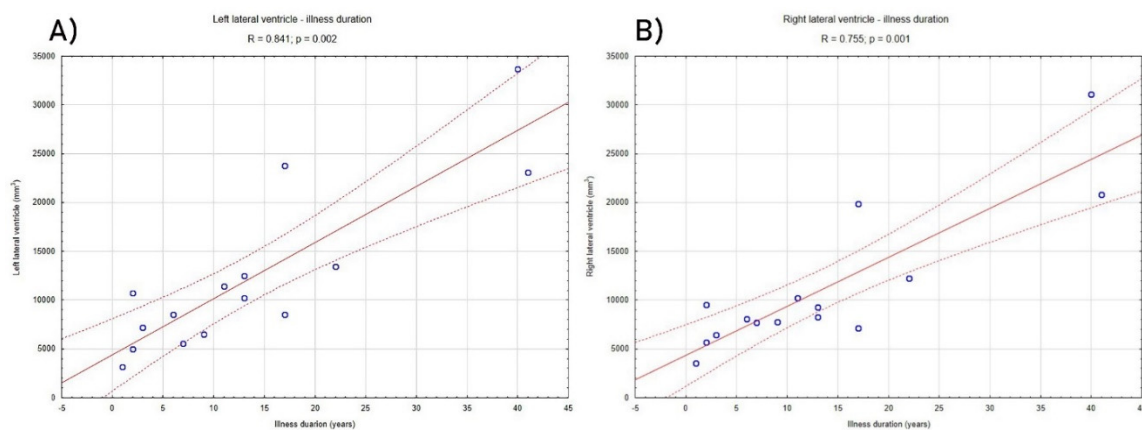 A)
Left lateral ventricle - illness duration
R = 0.841; p = 0.002
Left lateral ventricle (mm³)
35000
30000
25000
20000
15000
10000
5000
0
-5 0 5 10 15 20 25 30 35 40 45
Illness duarion (years)
B)
Right lateral ventricle - illness duration
R = 0.755; p = 0.001
Right lateral ventricle (mm³)
35000
30000
25000
20000
15000
10000
5000
0
-5 0 5 10 15 20 25 30 35 40 45
Illness duration (years)